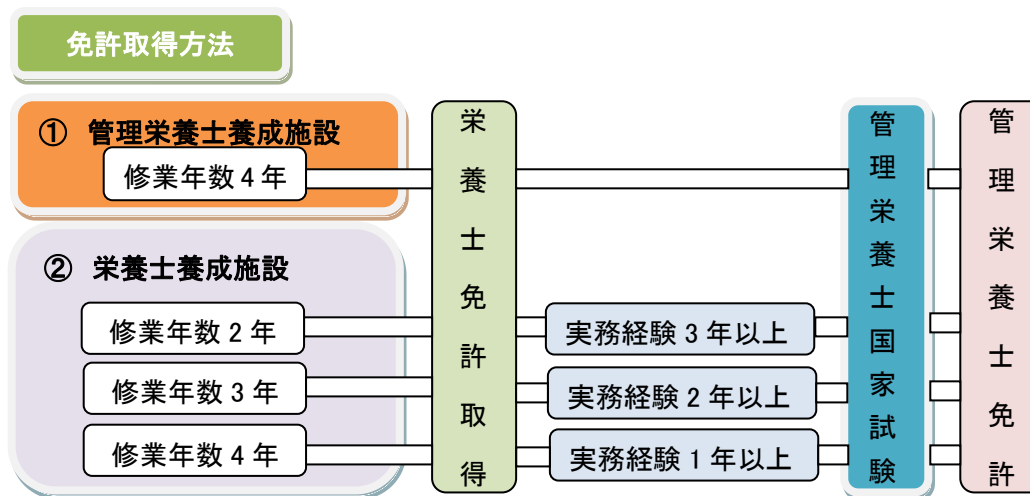 免許取得方法
① 管理栄養士養成施設
修業年数４年
② 栄養士養成施設
修業年数２年
修業年数３年
修業年数４年
栄養士免許取得
実務経験３年以上
実務経験２年以上
実務経験１年以上
管理栄養士国家試験
管理栄養士免許